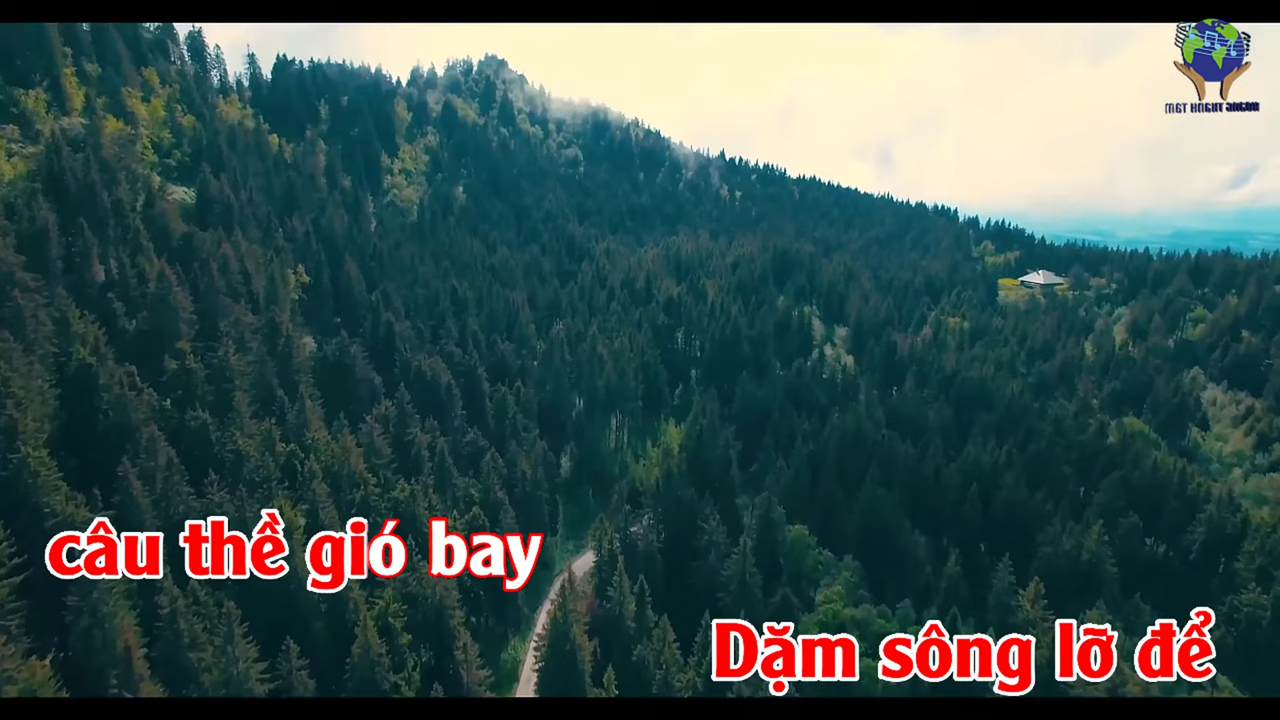 câu thề gió bay
Dặm sông lỡ để